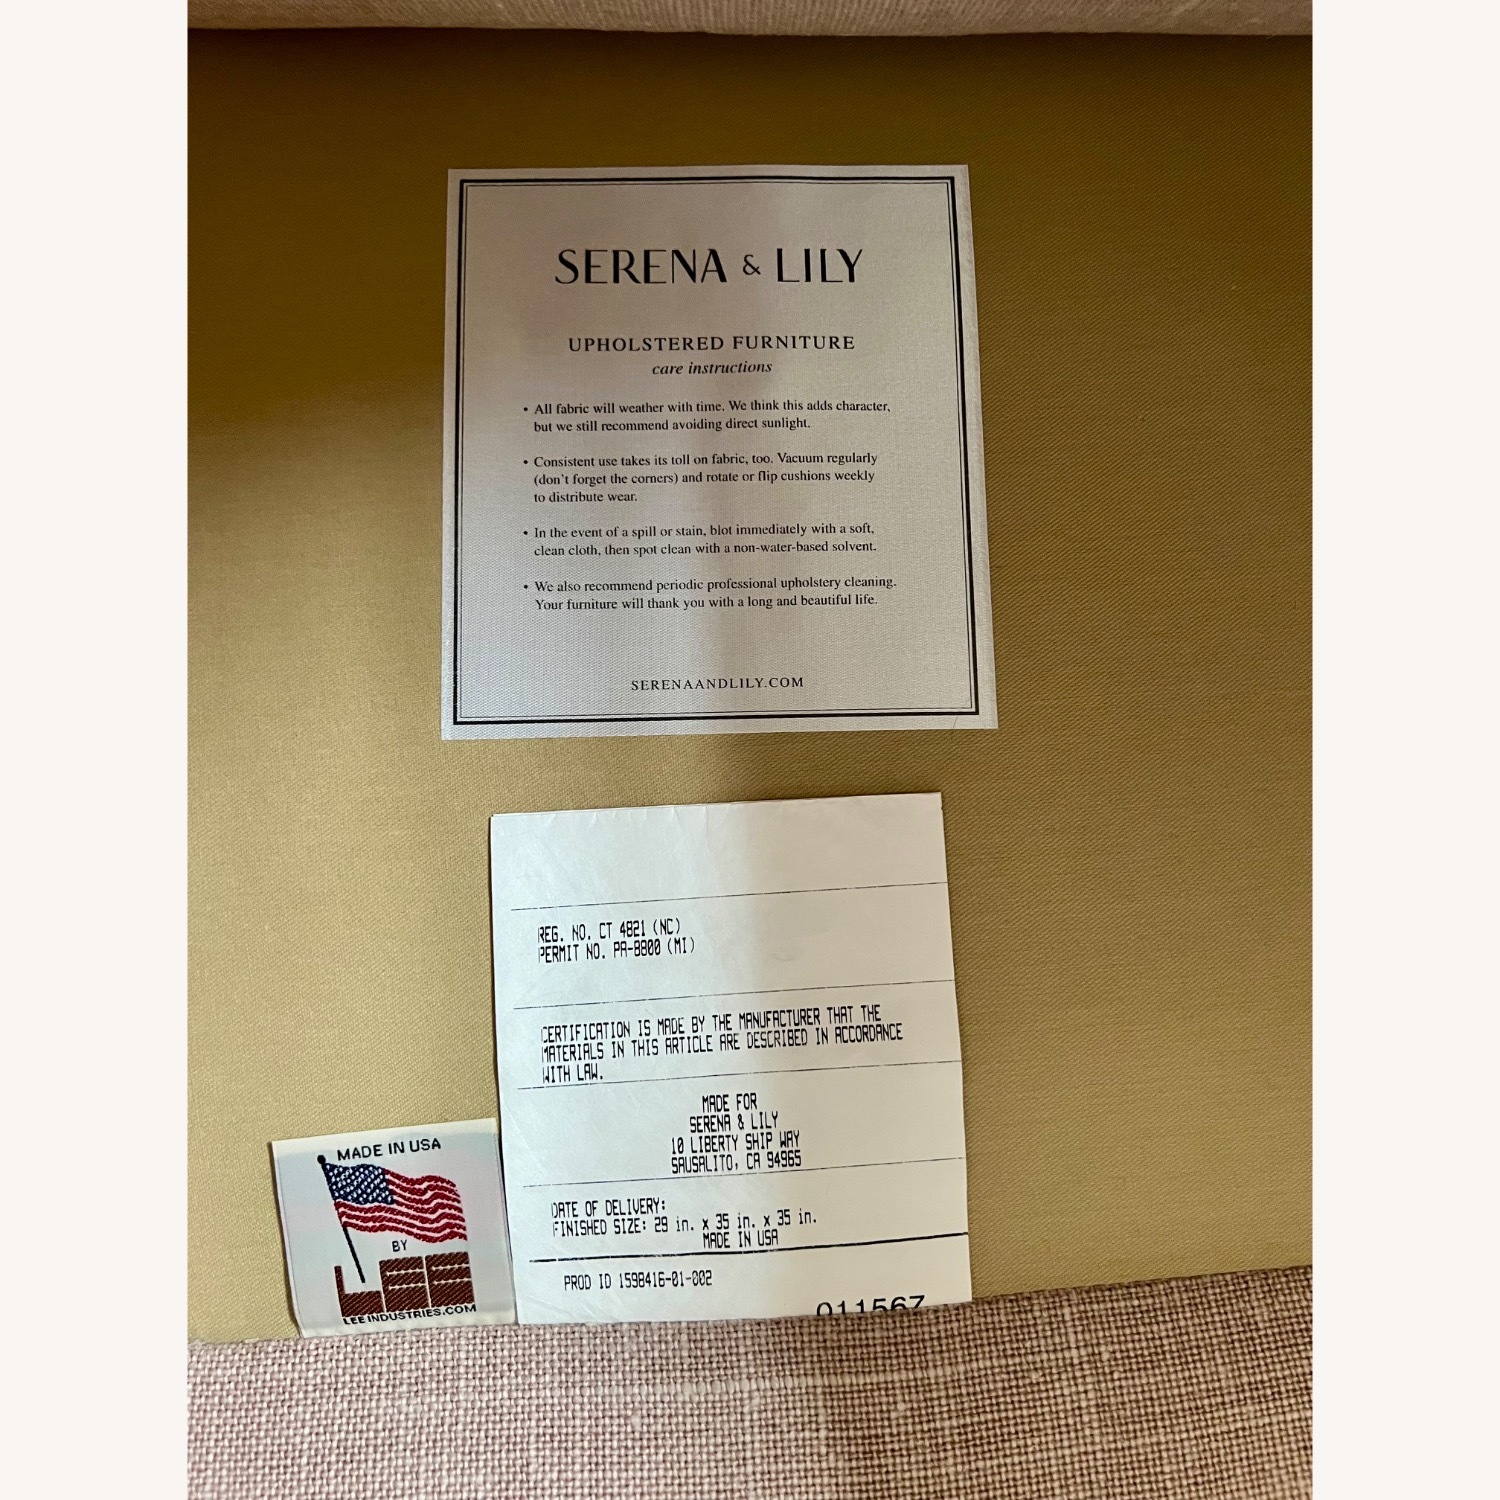 SERENA & LILY
UPHOLSTERED FURNITURE
care instructions
• All fabric will weather with time. We think this adds character,
but we still recommend avoiding direct sunlight.
• Consistent use takes its toll on fabric, too. Vacuum regularly
(don't forget the corners) and rotate or flip cushions weekly
to distribute wear.
• In the event of a spill or stain, blot immediately with a soft,
clean cloth, then spot clean with a non-water-based solvent.
• We also recommend periodic professional upholstery cleaning.
Your furniture will thank you with a long and beautiful life.
SERENAANDLILY.COM
REG. NO. CT 4821 (NC)
PERMIT NO. PA-8800 (MI)
CERTIFICATION IS MADE BY THE MANUFACTURER THAT THE
MATERIALS IN THIS ARTICLE ARE DESCRIBED IN ACCORDANCE
WITH LAW.
MADE FOR
SERENA & LILY
10 LIBERTY SHIP WAY
SAUSALITO, CA 94965
DATE OF DELIVERY:
FINISHED SIZE: 29 in. x 35 in. x 35 in.
MADE IN USA
PROD ID 1598416-01-002
011567
MADE IN USA
BY
LEE
LEEINDUSTRIES.COM